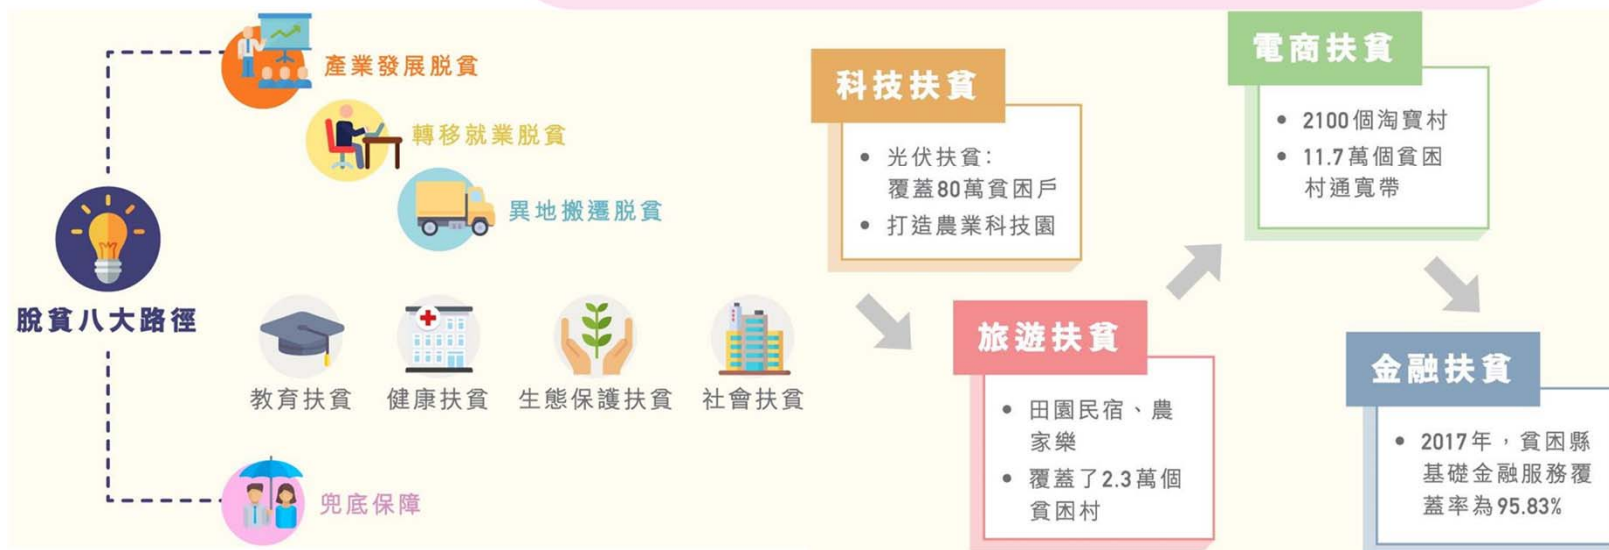 產業發展脱貧
轉移就業脱貧
異地搬遷脱貧
脫貧八大路徑
教育扶貧
健康扶貧
生態保護扶貧
社會扶貧
兜底保障
科技扶貧
• 光伏扶貧：
覆蓋80萬貧困戶
• 打造農業科技園
旅遊扶貧
• 田園民宿、農
家樂
• 覆蓋了2.3萬個
貧困村
電商扶貧
• 2100個淘寶村
• 11.7萬個貧困
村通寬帶
金融扶貧
• 2017年，貧困縣
基礎金融服務覆
蓋率為95.83%